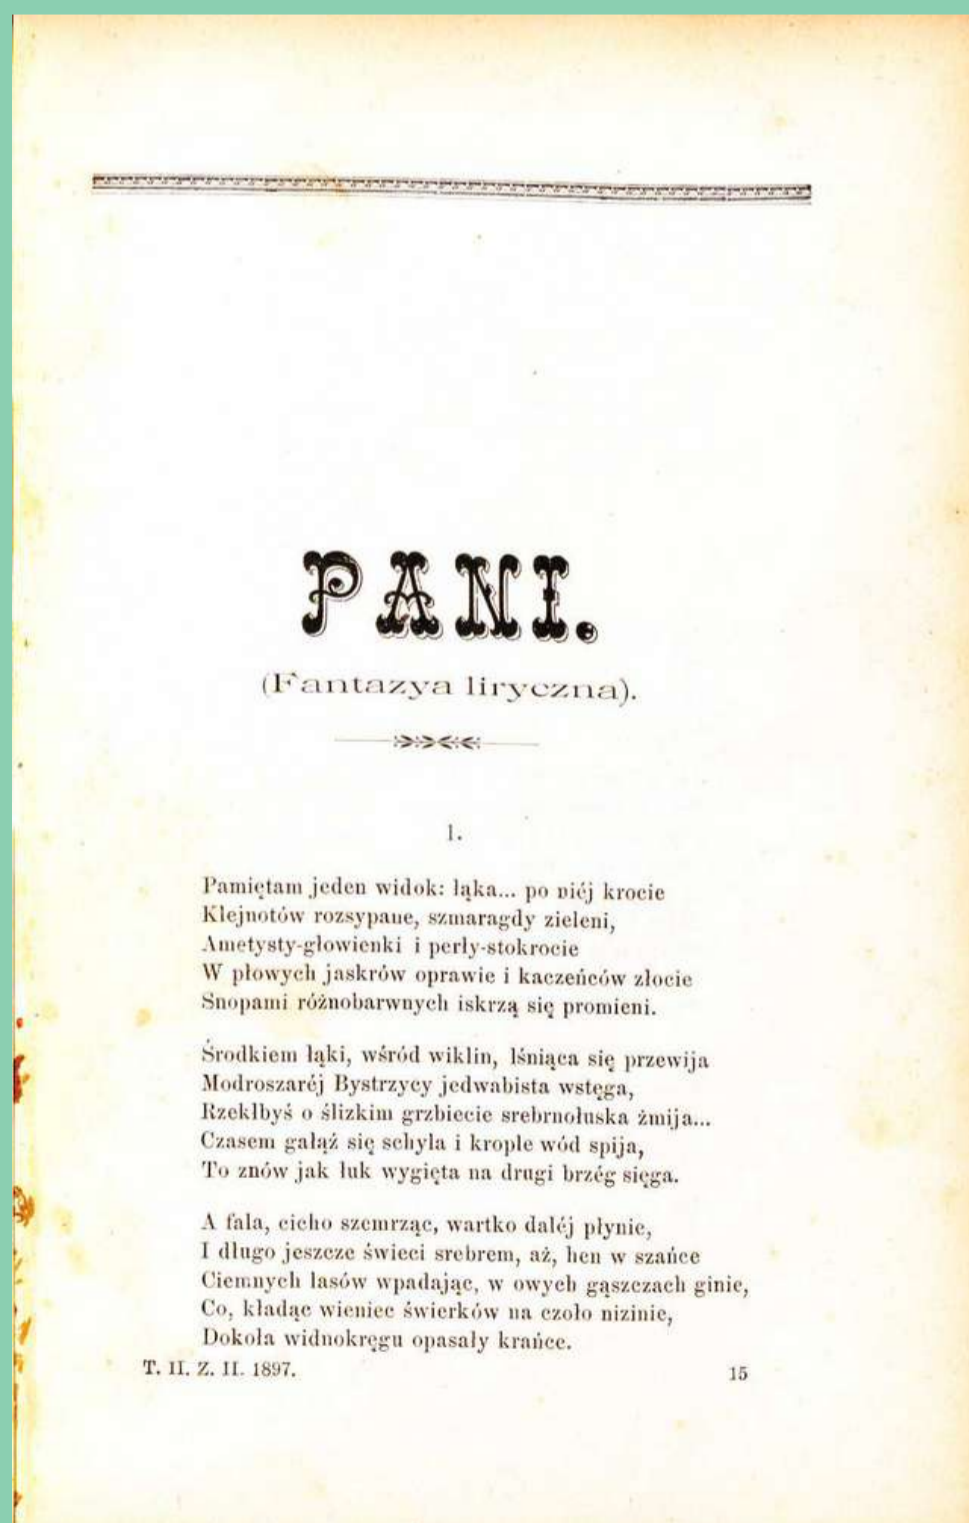 PANI.
(Fantazya liryczna).
1.
Pamiętam jeden widok: łąka... po niéj krocie
Klejnotów rozsypane, szmaragdy zieleni,
Ametysty-głowienki i perły-stokrocie
W płowych jaskrów oprawie i kaczeńców złocie
Snopami różnobarwnych iskrzą się promieni.
Środkiem łąki, wśród wiklin, lśniąca się przewija
Modroszaréj Bystrzycy jedwabista wstęga,
Rzekłbyś o ślizkim grzbiecie srebrnołuska żmija...
Czasem gałąź się schyla i krople wód spija,
To znów jak łuk wygięta na drugi brzég sięga.
A fala, cicho szemrząc, wartko daléj płynie,
I długo jeszcze świeci srebrem, aż, hen w szańce
Ciemnych lasów wpadając, w owych gąszczach ginie,
Co, kładąc wieniec świerków na czoło nizinie,
Dokoła widnokręgu opasały krańce.
T. II. Z. II. 1897.
15